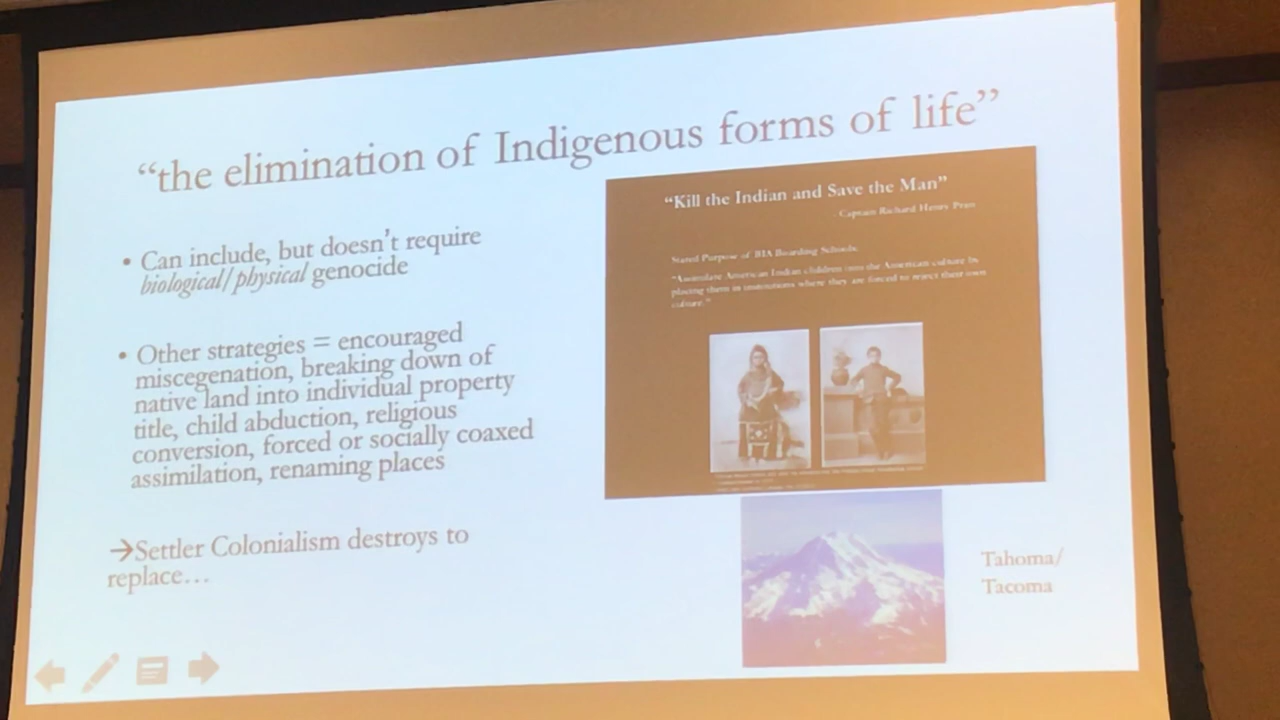 “the elimination of Indigenous forms of life”
• Can include, but doesn’t require
biological/physical genocide
• Other strategies = encouraged
miscegenation, breaking down of
native land into individual property
title, child abduction, religious
conversion, forced or socially coaxed
assimilation, renaming places
→Settler Colonialism destroys to
replace…
“Kill the Indian and Save the Man”
- Captain Richard Henry Pratt
Stated Purpose of BIA Boarding Schools:
“Assimilate American Indian children into the American culture by
placing them in institutions where they are forced to reject their own
culture.”
Tahoma/
Tacoma